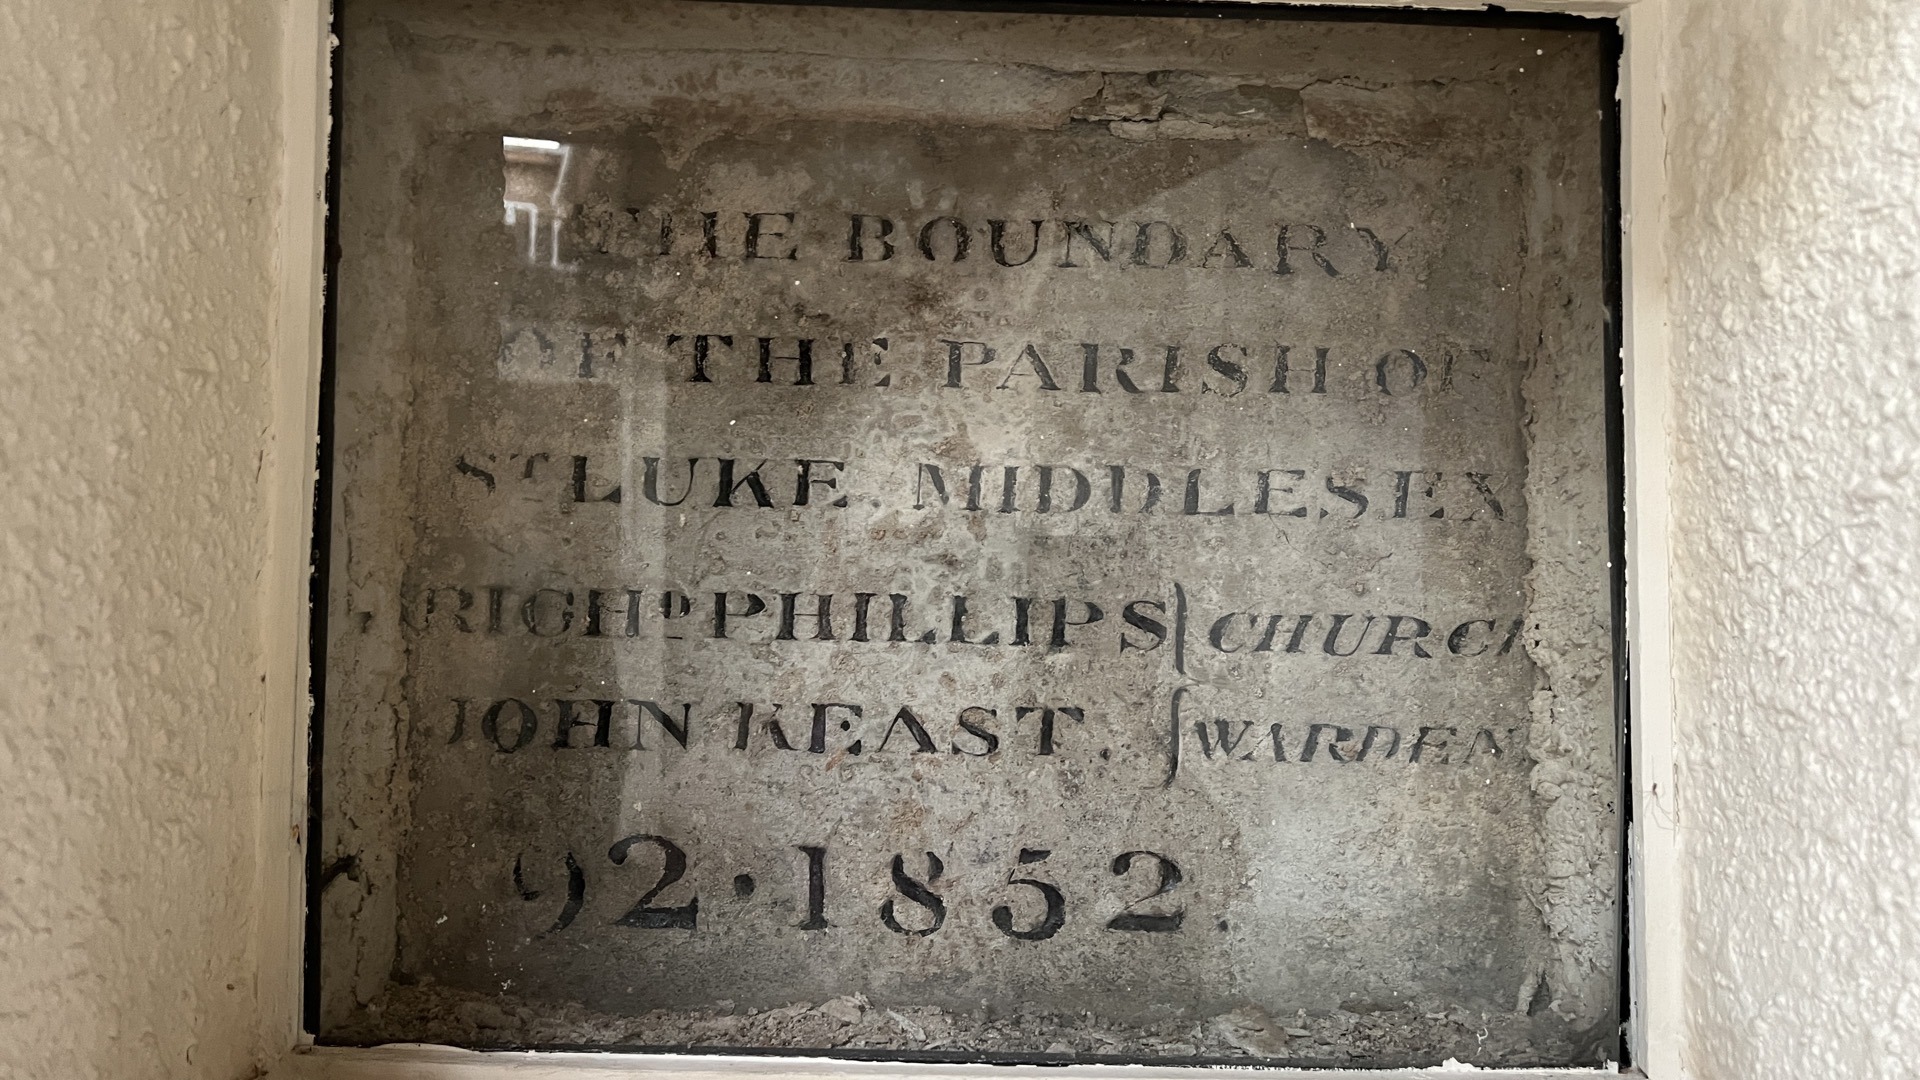 THE BOUNDARY
OF THE PARISH OF
ST LUKE MIDDLESEX
RICHD PHILLIPS } CHURCH
JOHN KEAST. } WARDEN
92·1852.